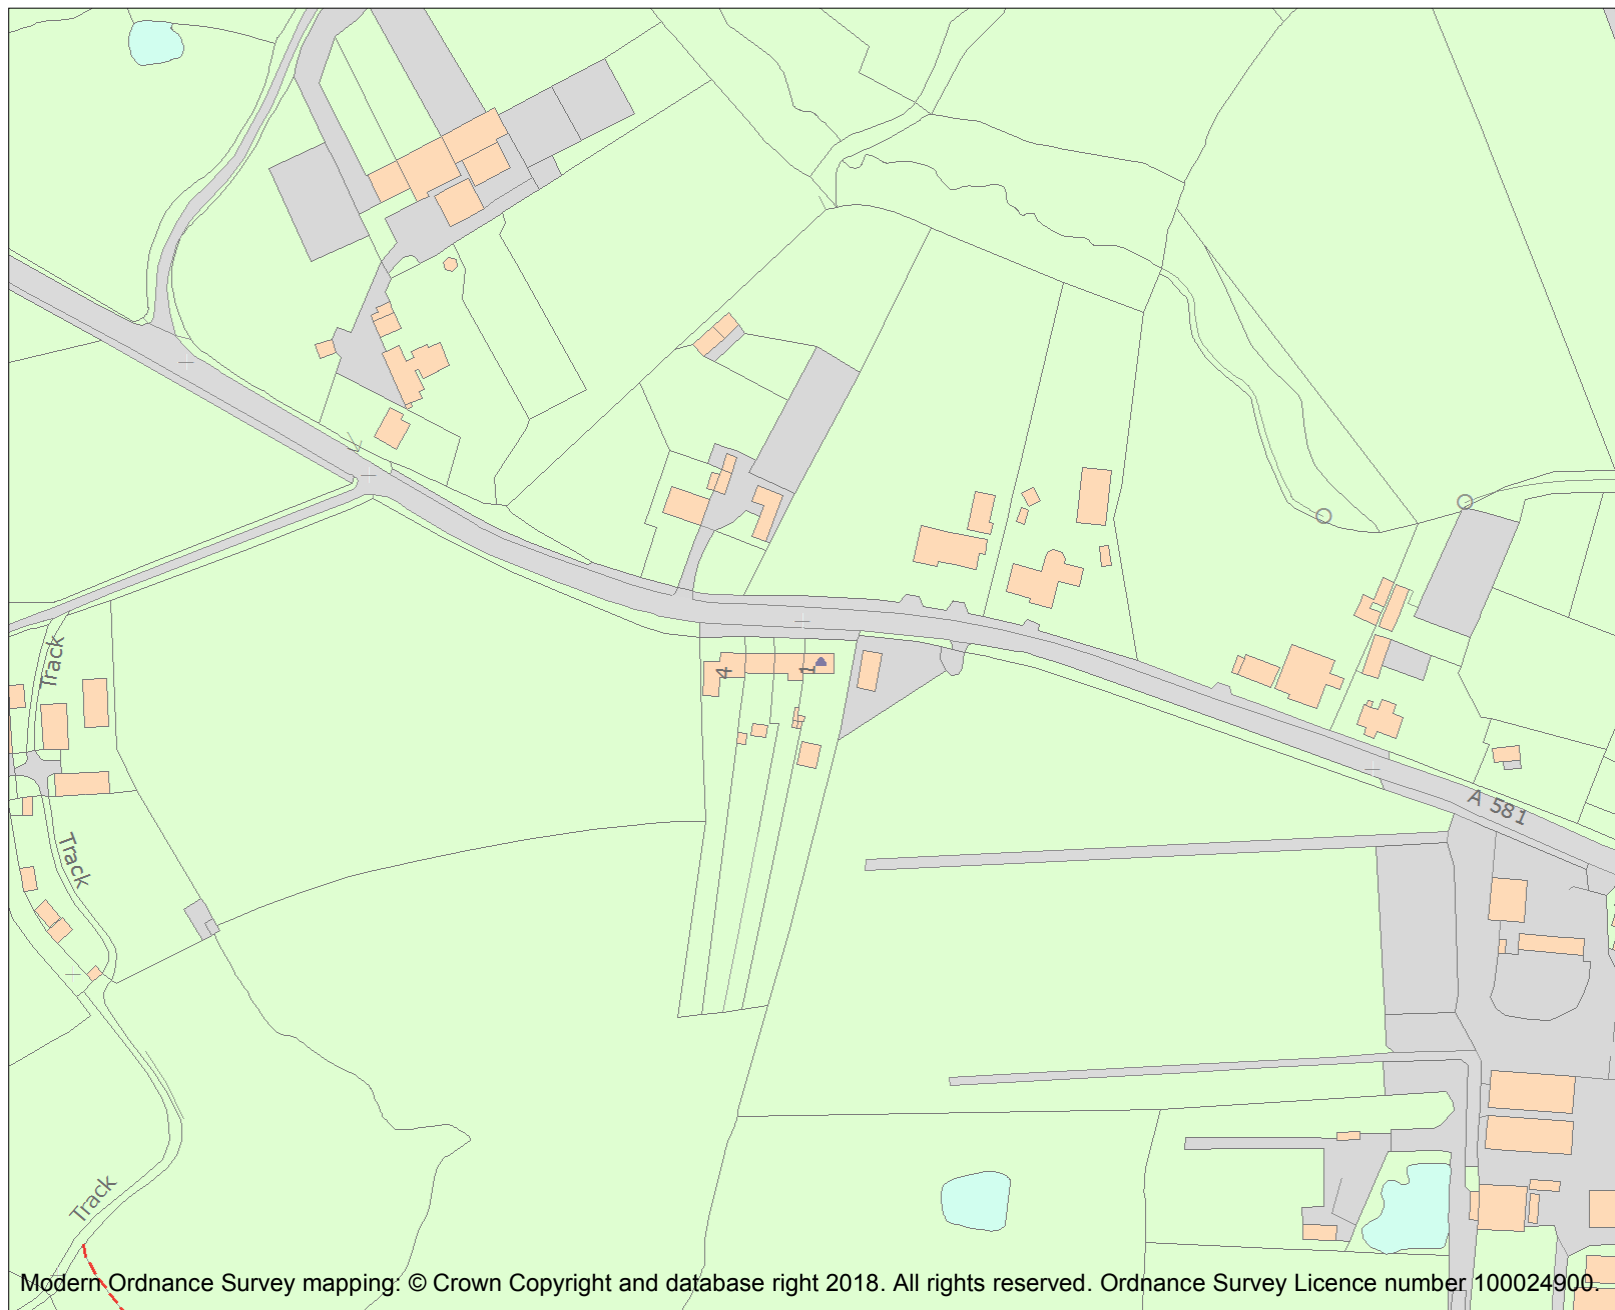 Track
4
1
A 581
Track
Track
Modern Ordnance Survey mapping: © Crown Copyright and database right 2018. All rights reserved. Ordnance Survey Licence number 100024900.